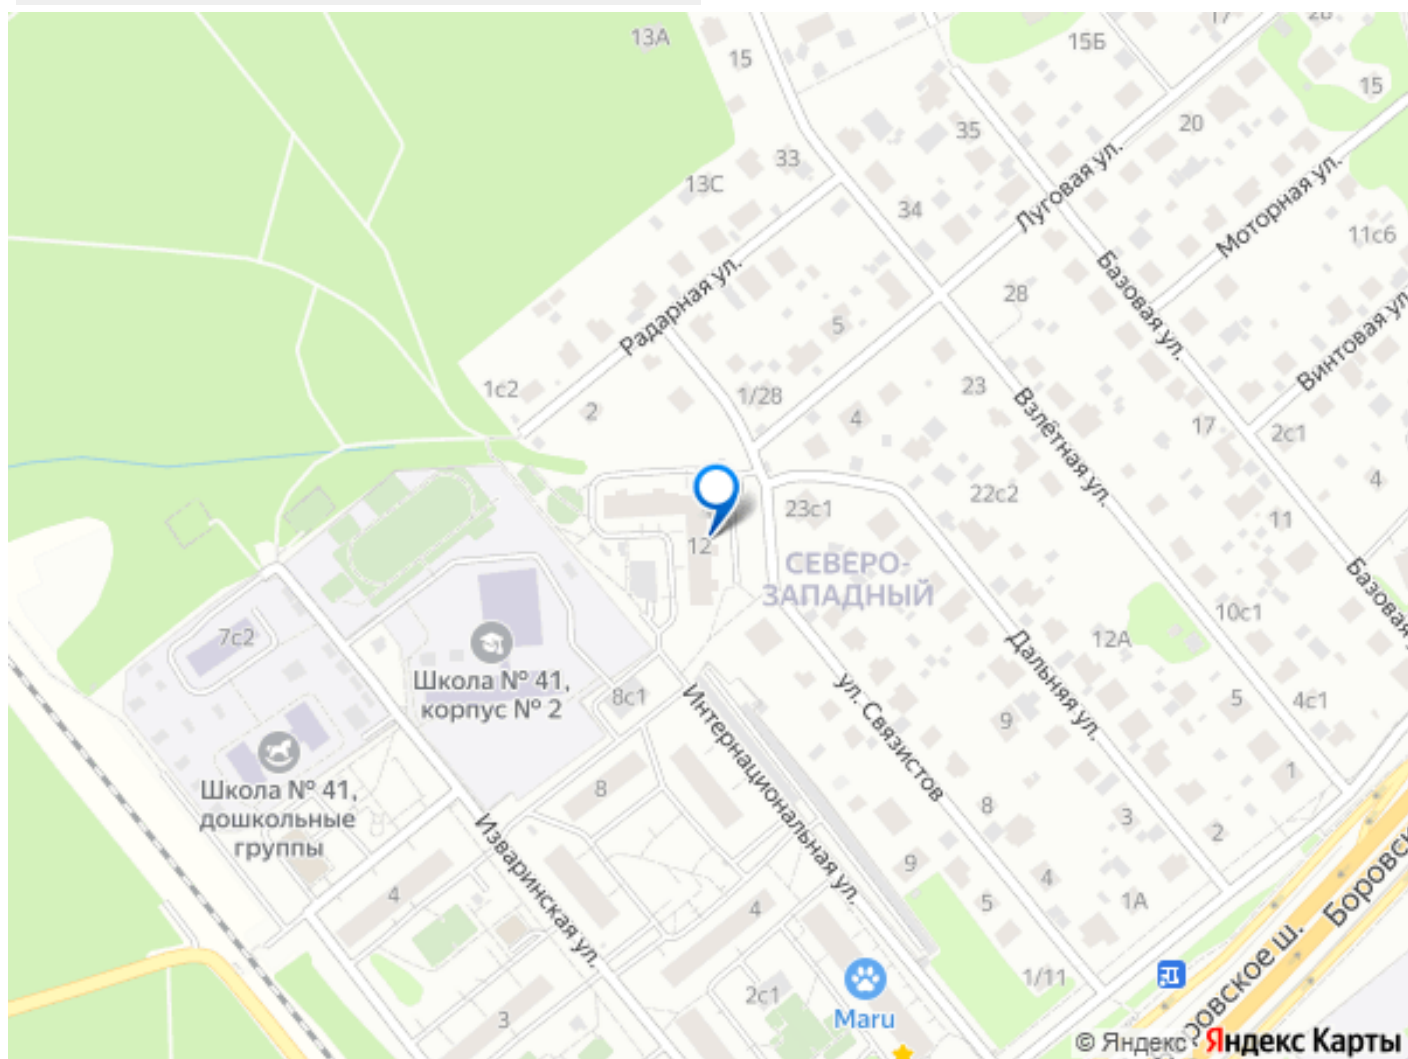 13А
15
15Б
17
15
20
35
33
13С
34
Луговая ул.
Моторная ул.
11с6
Радарная ул.
28
Базовая ул.
5
Винтовая ул.
1с2
2
1/28
4
23
Взлётная ул.
17
2с1
4
22с2
23с1
11
12
СЕВЕРО-
ЗАПАДНЫЙ
Базовая
10с1
7с2
12А
Дальняя ул.
Школа № 41,
корпус № 2
8с1
Интернациональная ул.
ул. Связистов
9
5
4с1
1
Школа № 41,
дошкольные
группы
8
8
3
2
Изваринская ул.
9
4
4
4
5
1А
Боровск
1/11
2с1
Maru
3
ровское ш.
© Яндекс
Яндекс Карты